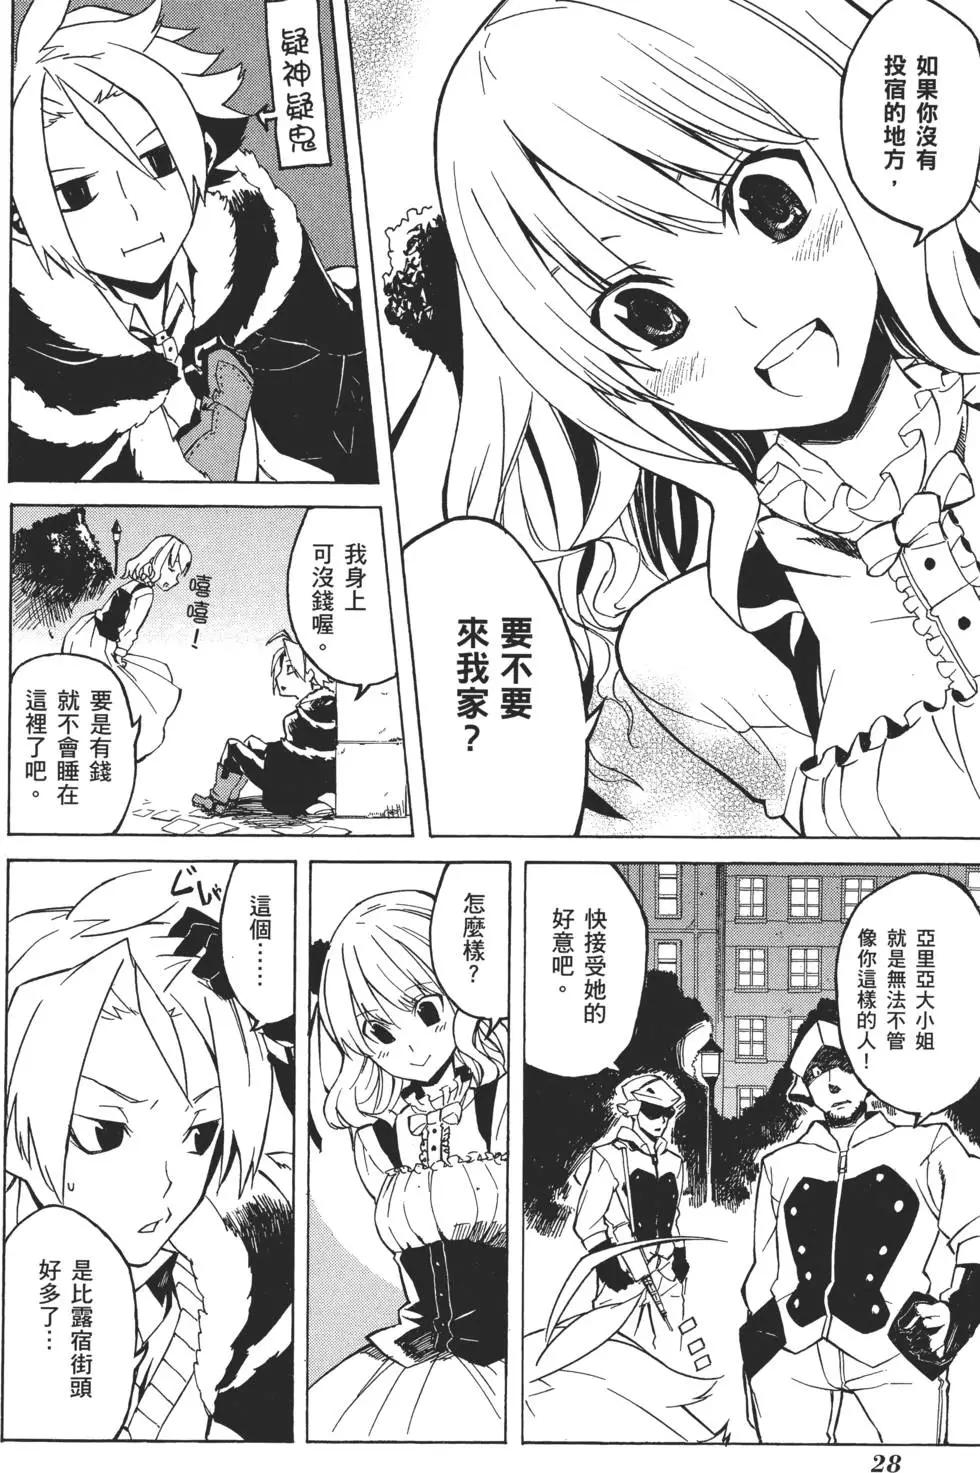 如果你沒有
投宿的地方，
要不要
來我家？
疑神疑鬼
我身上
可沒錢喔。
嘻嘻！
要是有錢
就不會睡在
這裡了吧。
亞里亞大小姐
就是無法不管
像你這樣的人！
快接受她的
好意吧。
怎麼樣？
這個……
ぐしゃ
是比露宿街頭
好多了…
28